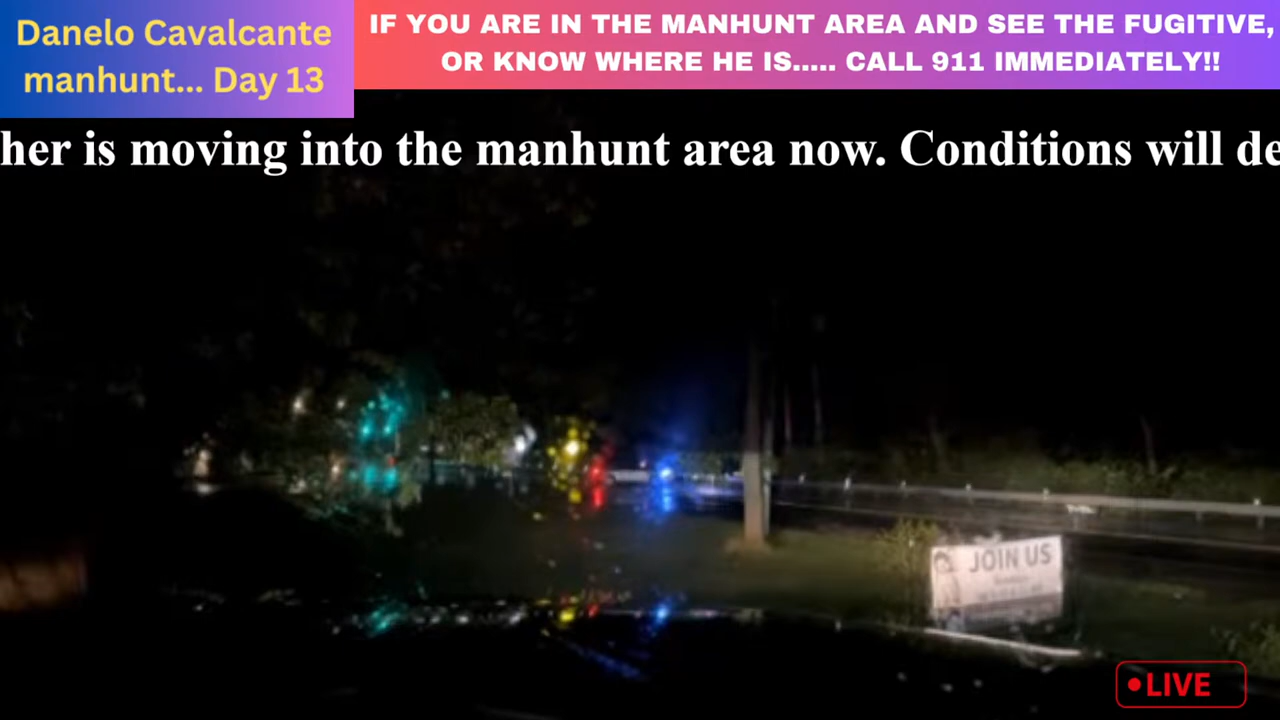 Danelo Cavalcante
manhunt... Day 13
IF YOU ARE IN THE MANHUNT AREA AND SEE THE FUGITIVE,
OR KNOW WHERE HE IS..... CALL 911 IMMEDIATELY!!
her is moving into the manhunt area now. Conditions will de
JOIN US
LIVE